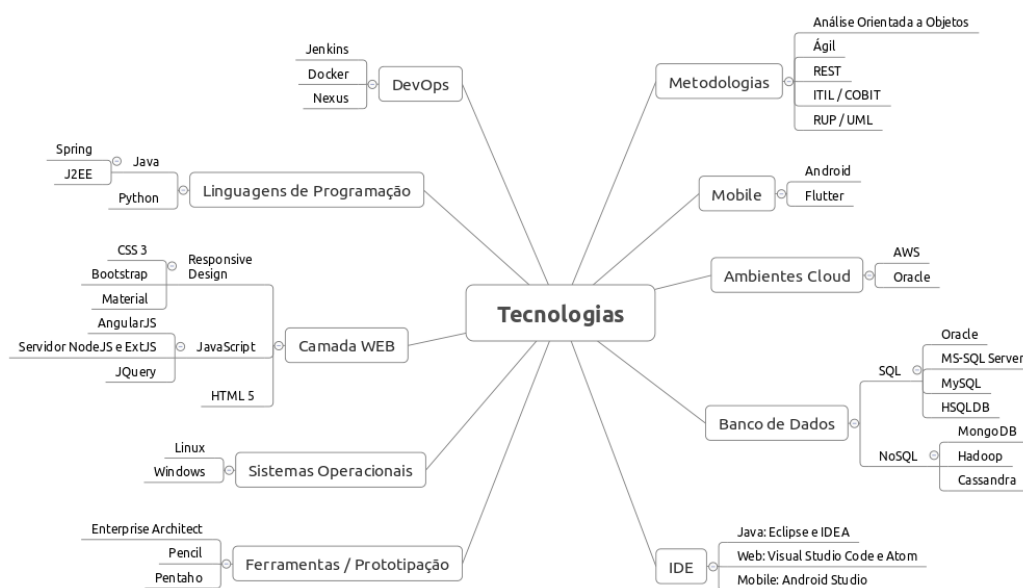 Tecnologias
DevOps
Jenkins
Docker
Nexus
Linguagens de Programação
Java
Spring
J2EE
Python
Camada WEB
Responsive
Design
CSS 3
Bootstrap
Material
JavaScript
AngularJS
Servidor NodeJS e ExtJS
JQuery
HTML 5
Sistemas Operacionais
Linux
Windows
Ferramentas / Prototipação
Enterprise Architect
Pencil
Pentaho
Metodologias
Análise Orientada a Objetos
Ágil
REST
ITIL / COBIT
RUP / UML
Mobile
Android
Flutter
Ambientes Cloud
AWS
Oracle
Banco de Dados
SQL
Oracle
MS-SQL Server
MySQL
HSQLDB
NoSQL
MongoDB
Hadoop
Cassandra
IDE
Java: Eclipse e IDEA
Web: Visual Studio Code e Atom
Mobile: Android Studio